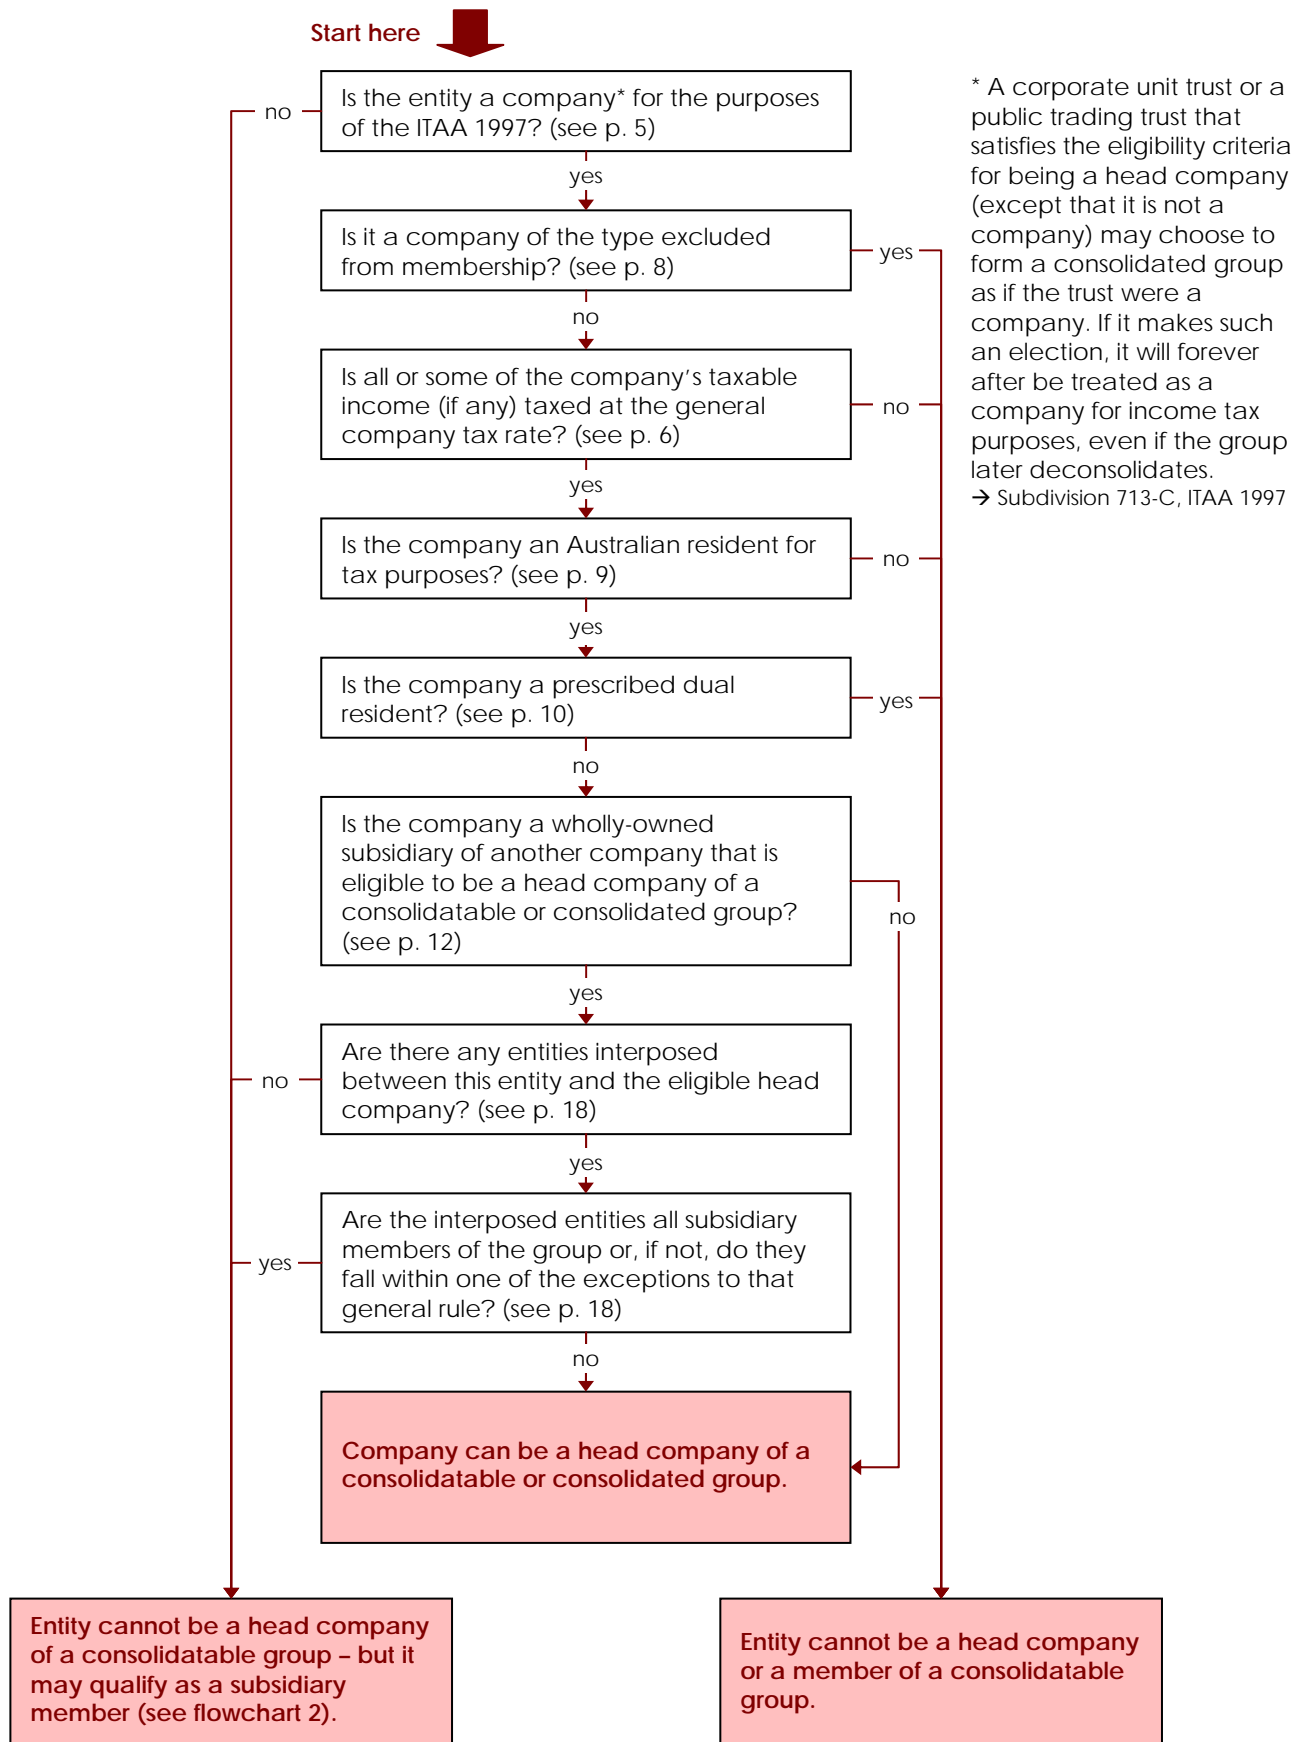 Start here
Is the entity a company* for the purposes
of the ITAA 1997? (see p. 5)
no
yes
* A corporate unit trust or a
public trading trust that
satisfies the eligibility criteria
for being a head company
(except that it is not a
company) may choose to
form a consolidated group
as if the trust were a
company. If it makes such
an election, it will forever
after be treated as a
company for income tax
purposes, even if the group
later deconsolidates.
→ Subdivision 713-C, ITAA 1997
Is it a company of the type excluded
from membership? (see p. 8)
yes
no
Is all or some of the company's taxable
income (if any) taxed at the general
company tax rate? (see p. 6)
no
yes
Is the company an Australian resident for
tax purposes? (see p. 9)
no
yes
Is the company a prescribed dual
resident? (see p. 10)
yes
no
Is the company a wholly-owned
subsidiary of another company that is
eligible to be a head company of a
consolidatable or consolidated group?
(see p. 12)
no
yes
Are there any entities interposed
between this entity and the eligible head
company? (see p. 18)
no
yes
Are the interposed entities all subsidiary
members of the group or, if not, do they
fall within one of the exceptions to that
general rule? (see p. 18)
yes
no
Company can be a head company of a
consolidatable or consolidated group.
Entity cannot be a head company
of a consolidatable group – but it
may qualify as a subsidiary
member (see flowchart 2).
Entity cannot be a head company
or a member of a consolidatable
group.